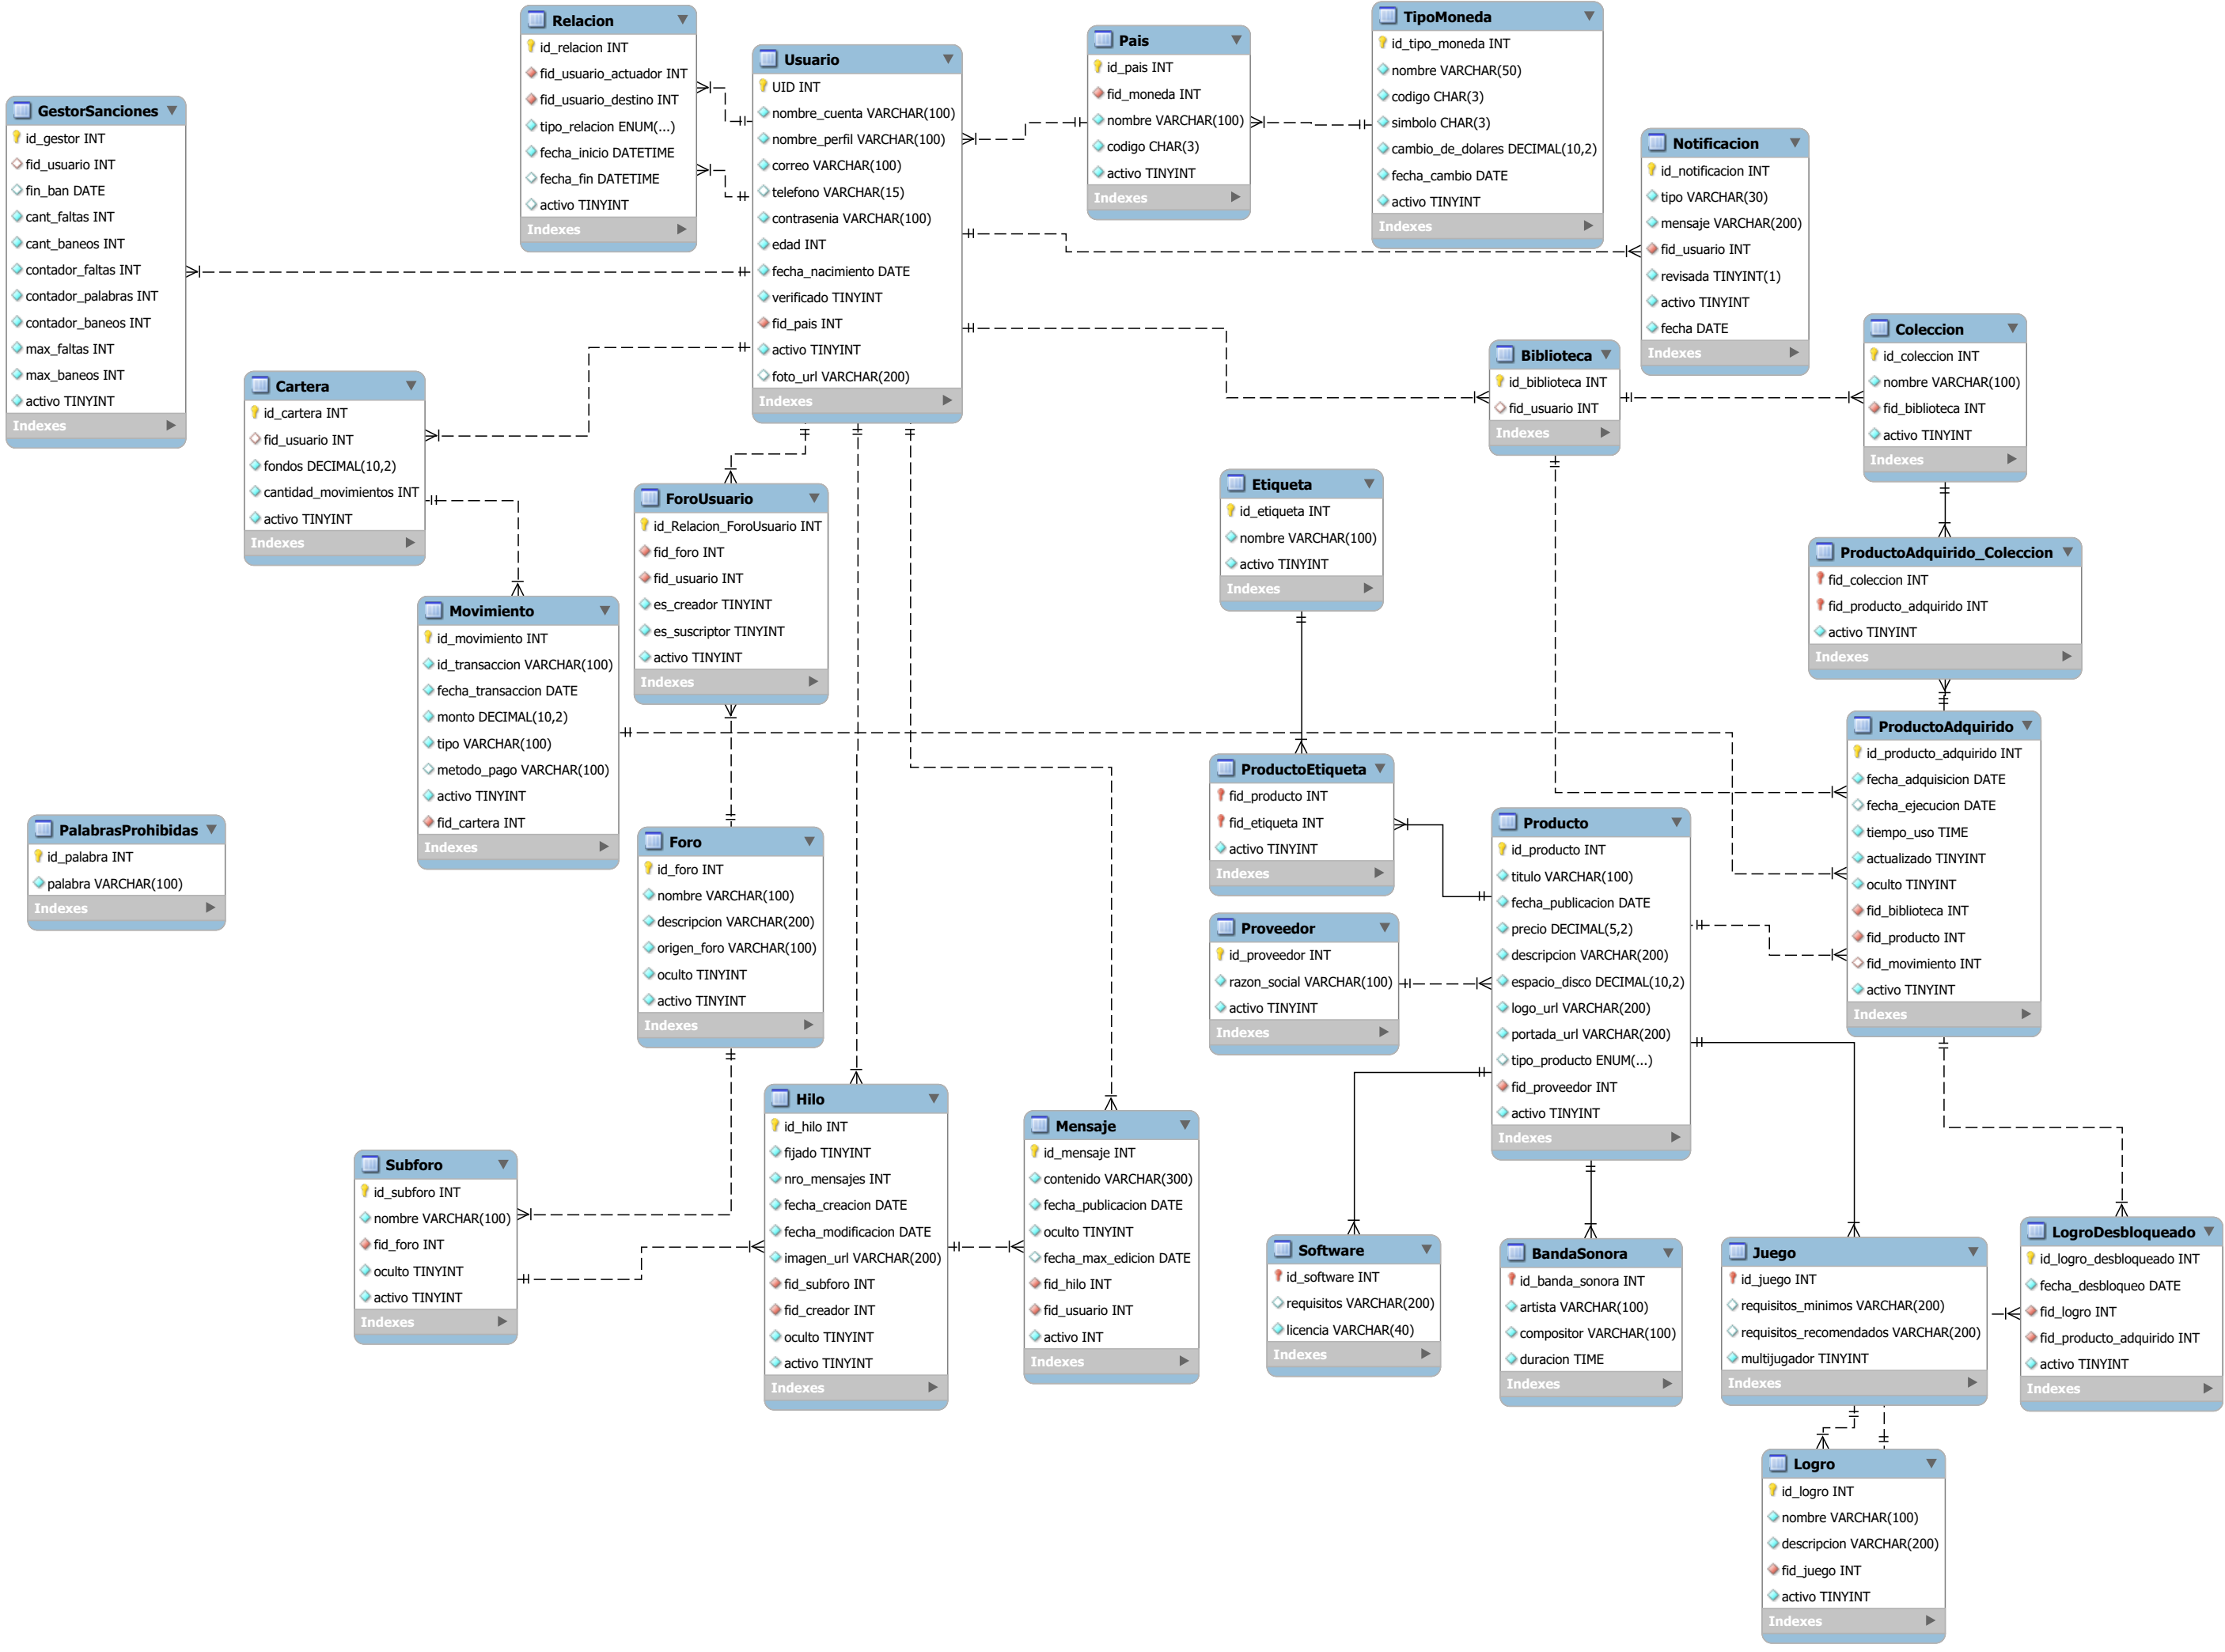 Relacion
id_relacion INT
fid_usuario_actuador INT
fid_usuario_destino INT
tipo_relacion ENUM(...)
fecha_inicio DATETIME
fecha_fin DATETIME
activo TINYINT
Indexes
Usuario
UID INT
nombre_cuenta VARCHAR(100)
nombre_perfil VARCHAR(100)
correo VARCHAR(100)
telefono VARCHAR(15)
contrasenia VARCHAR(100)
edad INT
fecha_nacimiento DATE
verificado TINYINT
fid_pais INT
activo TINYINT
foto_url VARCHAR(200)
Indexes
Pais
id_pais INT
fid_moneda INT
nombre VARCHAR(100)
codigo CHAR(3)
activo TINYINT
Indexes
TipoMoneda
id_tipo_moneda INT
nombre VARCHAR(50)
codigo CHAR(3)
simbolo CHAR(3)
cambio_de_dolares DECIMAL(10,2)
fecha_cambio DATE
activo TINYINT
Indexes
GestorSanciones
id_gestor INT
fid_usuario INT
fin_ban DATE
cant_faltas INT
cant_baneos INT
contador_faltas INT
contador_palabras INT
contador_baneos INT
max_faltas INT
max_baneos INT
activo TINYINT
Indexes
Notificacion
id_notificacion INT
tipo VARCHAR(30)
mensaje VARCHAR(200)
fid_usuario INT
revisada TINYINT(1)
activo TINYINT
fecha DATE
Indexes
Coleccion
id_coleccion INT
nombre VARCHAR(100)
fid_biblioteca INT
activo TINYINT
Indexes
Biblioteca
id_biblioteca INT
fid_usuario INT
Indexes
Cartera
id_cartera INT
fid_usuario INT
fondos DECIMAL(10,2)
cantidad_movimientos INT
activo TINYINT
Indexes
ForoUsuario
id_Relacion_ForoUsuario INT
fid_foro INT
fid_usuario INT
es_creador TINYINT
es_suscriptor TINYINT
activo TINYINT
Indexes
Etiqueta
id_etiqueta INT
nombre VARCHAR(100)
activo TINYINT
Indexes
ProductoAdquirido_Coleccion
fid_coleccion INT
fid_producto_adquirido INT
activo TINYINT
Indexes
Movimiento
id_movimiento INT
id_transaccion VARCHAR(100)
fecha_transaccion DATE
monto DECIMAL(10,2)
tipo VARCHAR(100)
metodo_pago VARCHAR(100)
activo TINYINT
fid_cartera INT
Indexes
ProductoAdquirido
id_producto_adquirido INT
fecha_adquisicion DATE
fecha_ejecucion DATE
tiempo_uso TIME
actualizado TINYINT
oculto TINYINT
fid_biblioteca INT
fid_producto INT
fid_movimiento INT
activo TINYINT
Indexes
ProductoEtiqueta
fid_producto INT
fid_etiqueta INT
activo TINYINT
Indexes
PalabrasProhibidas
id_palabra INT
palabra VARCHAR(100)
Indexes
Foro
id_foro INT
nombre VARCHAR(100)
descripcion VARCHAR(200)
origen_foro VARCHAR(100)
oculto TINYINT
activo TINYINT
Indexes
Producto
id_producto INT
titulo VARCHAR(100)
fecha_publicacion DATE
precio DECIMAL(5,2)
descripcion VARCHAR(200)
espacio_disco DECIMAL(10,2)
logo_url VARCHAR(200)
portada_url VARCHAR(200)
tipo_producto ENUM(...)
fid_proveedor INT
activo TINYINT
Indexes
Proveedor
id_proveedor INT
razon_social VARCHAR(100)
activo TINYINT
Indexes
Hilo
id_hilo INT
fijado TINYINT
nro_mensajes INT
fecha_creacion DATE
fecha_modificacion DATE
imagen_url VARCHAR(200)
fid_subforo INT
fid_creador INT
oculto TINYINT
activo TINYINT
Indexes
Mensaje
id_mensaje INT
contenido VARCHAR(300)
fecha_publicacion DATE
oculto TINYINT
fecha_max_edicion DATE
fid_hilo INT
fid_usuario INT
activo INT
Indexes
Subforo
id_subforo INT
nombre VARCHAR(100)
fid_foro INT
oculto TINYINT
activo TINYINT
Indexes
Software
id_software INT
requisitos VARCHAR(200)
licencia VARCHAR(40)
Indexes
BandaSonora
id_banda_sonora INT
artista VARCHAR(100)
compositor VARCHAR(100)
duracion TIME
Indexes
Juego
id_juego INT
requisitos_minimos VARCHAR(200)
requisitos_recomendados VARCHAR(200)
multijugador TINYINT
Indexes
LogroDesbloqueado
id_logro_desbloqueado INT
fecha_desbloqueo DATE
fid_logro INT
fid_producto_adquirido INT
activo TINYINT
Indexes
Logro
id_logro INT
nombre VARCHAR(100)
descripcion VARCHAR(200)
fid_juego INT
activo TINYINT
Indexes